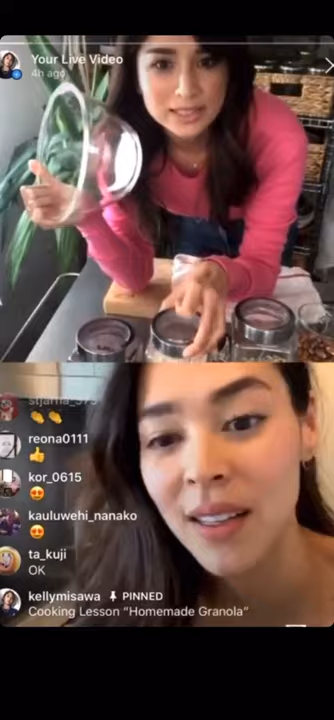 Your Live Video
4h ago
👏👏
reona0111
👍
kor_0615
😍
kauluwehi_nanako
😍
ta_kuji
OK
kellymisawa 📌 PINNED
Cooking Lesson “Homemade Granola”